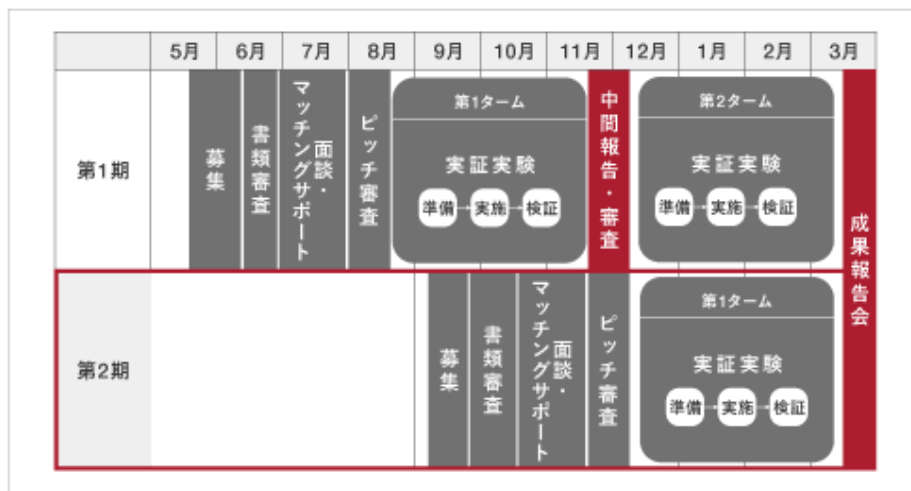 5月 6月 7月 8月 9月 10月 11月 12月 1月 2月 3月
第1期
募集
書類審査
面談・
マッチングサポート
ピッチ審査
第1ターム
実証実験
準備→実施→検証
中間報告・審査
第2ターム
実証実験
準備→実施→検証
成果報告会
第2期
募集
書類審査
面談・
マッチングサポート
ピッチ審査
第1ターム
実証実験
準備→実施→検証